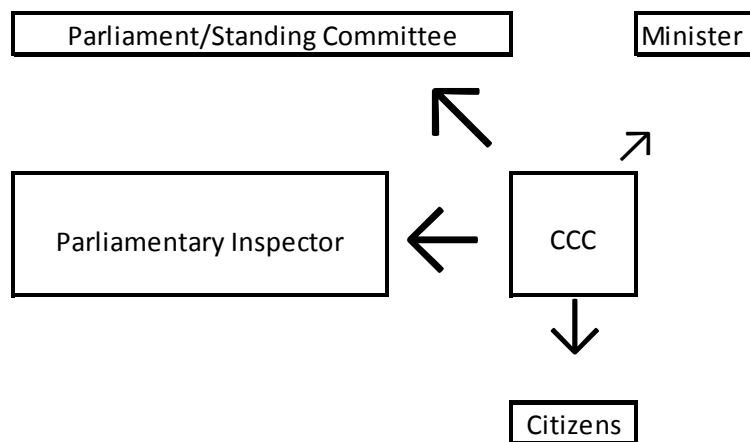 Parliament/Standing Committee
Minister
Parliamentary Inspector
CCC
Citizens